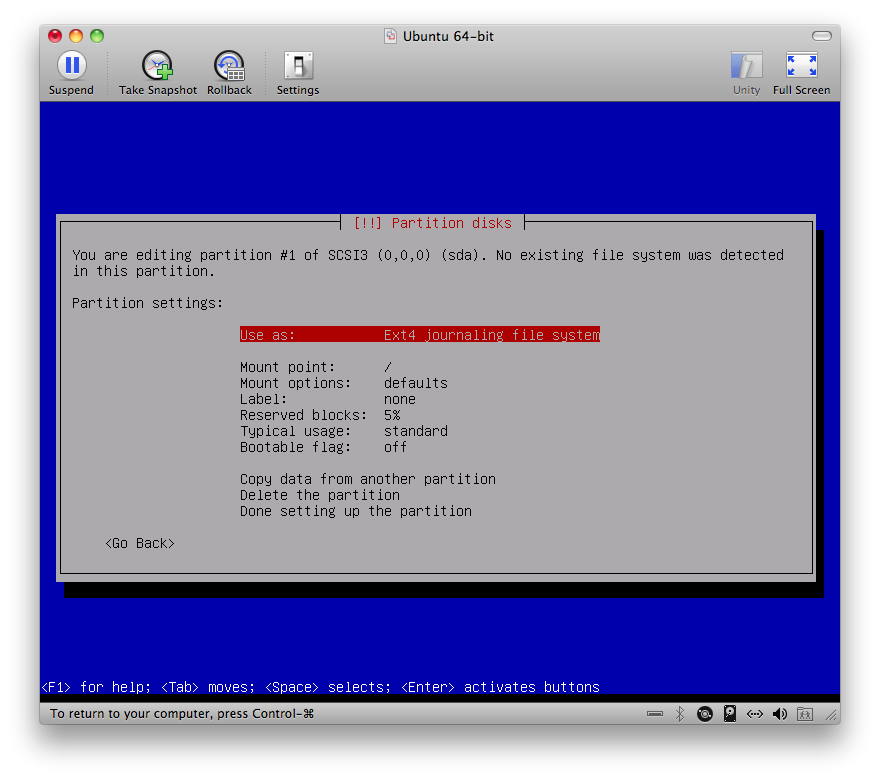 Ubuntu 64-bit
Suspend Take Snapshot Rollback Settings Unity Full Screen
[!!] Partition disks
You are editing partition #1 of SCSI3 (0,0,0) (sda). No existing file system was detected
in this partition.
Partition settings:
Use as: Ext4 journaling file system
Mount point: /
Mount options: defaults
Label: none
Reserved blocks: 5%
Typical usage: standard
Bootable flag: off
Copy data from another partition
Delete the partition
Done setting up the partition
<Go Back>
<F1> for help; <Tab> moves; <Space> selects; <Enter> activates buttons
To return to your computer, press Control-⌘